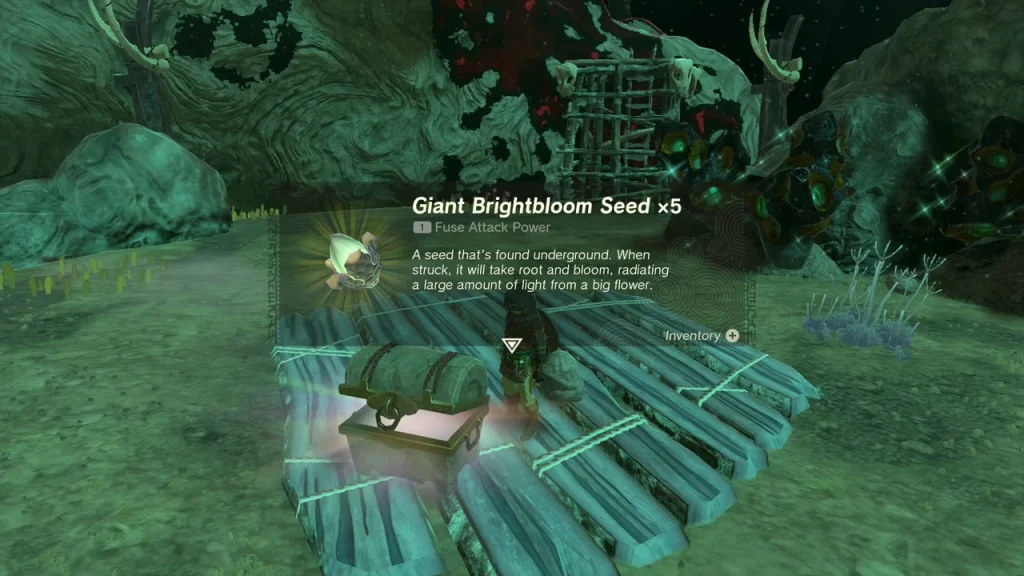 Giant Brightbloom Seed ×5
1 Fuse Attack Power
A seed that's found underground. When
struck, it will take root and bloom, radiating
a large amount of light from a big flower.
Inventory